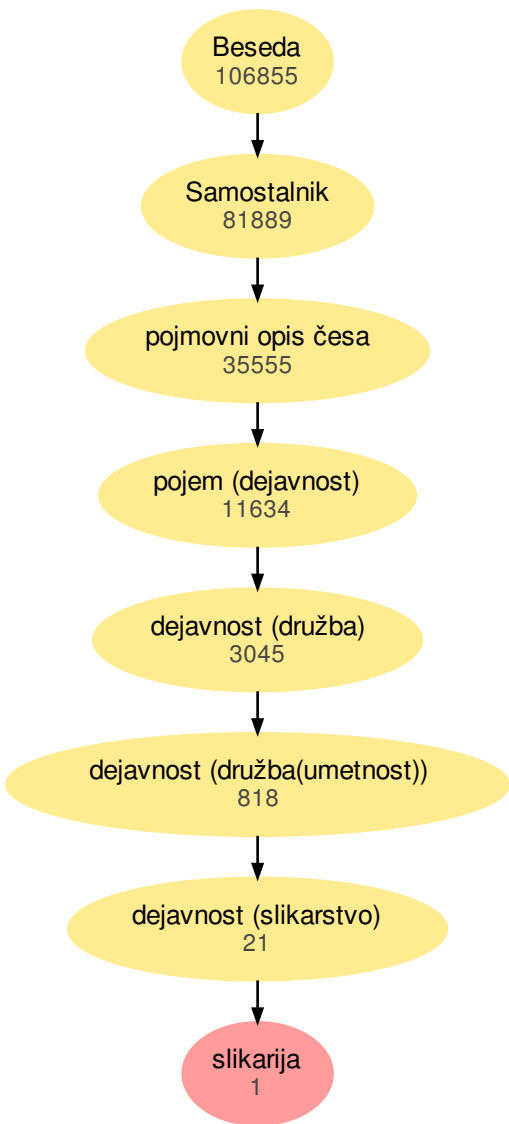 Beseda
106855
Samostalnik
81889
pojmovni opis česa
35555
pojem (dejavnost)
11634
dejavnost (družba)
3045
dejavnost (družba(umetnost))
818
dejavnost (slikarstvo)
21
slikarija
1